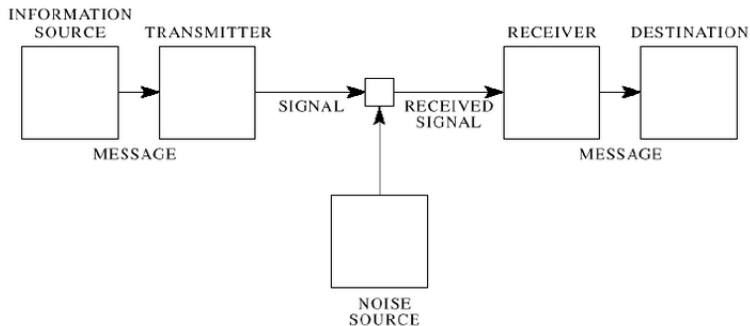 INFORMATION
SOURCE
TRANSMITTER
RECEIVER
DESTINATION
SIGNAL
RECEIVED
SIGNAL
MESSAGE
MESSAGE
NOISE
SOURCE